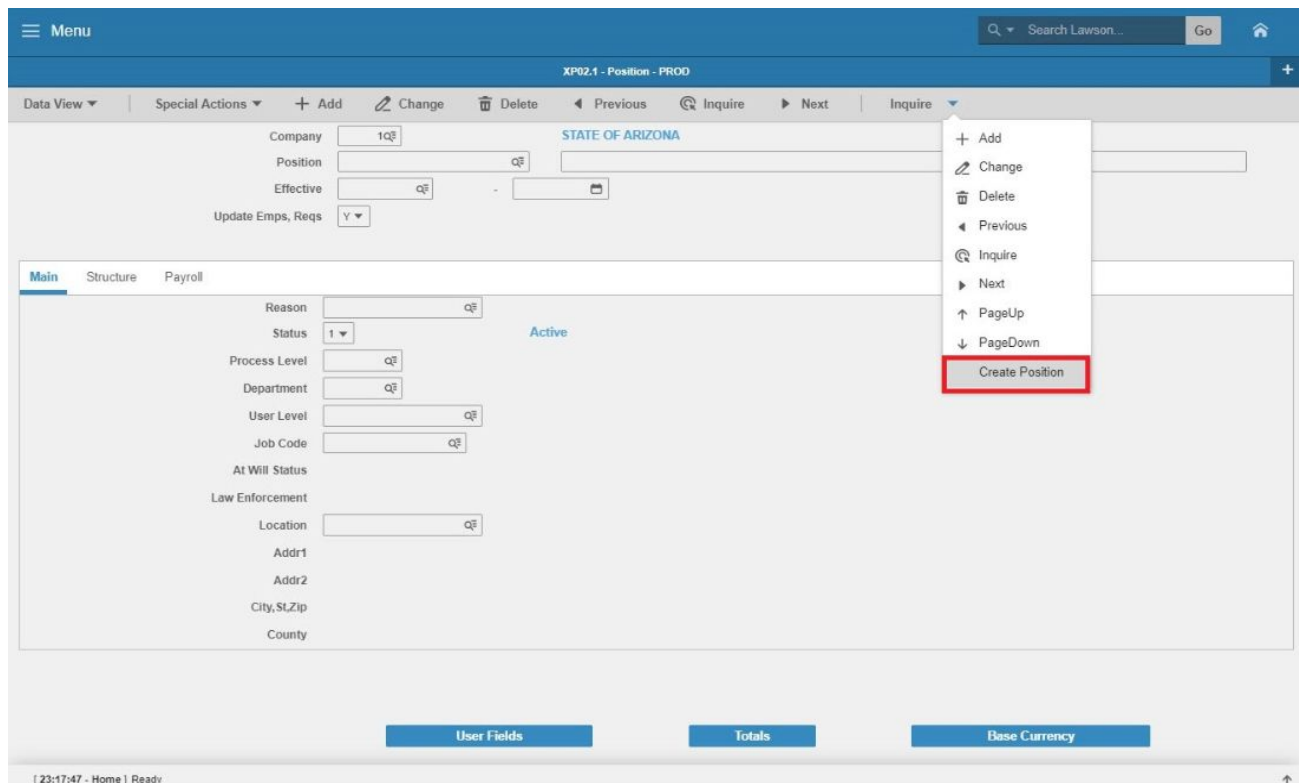 Menu
Search Lawson...
Go
XP02.1 - Position - PROD
+
Data View
Special Actions
+ Add
Change
Delete
Previous
Inquire
Next
Inquire
Company 1
STATE OF ARIZONA
Position
Effective -
Update Emps, Reqs Y
+ Add
Change
Delete
Previous
Inquire
Next
PageUp
PageDown
Create Position
Main Structure Payroll
Reason
Status 1 Active
Process Level
Department
User Level
Job Code
At Will Status
Law Enforcement
Location
Addr1
Addr2
City,St,Zip
County
User Fields Totals Base Currency
[ 23:17:47 - Home ] Ready